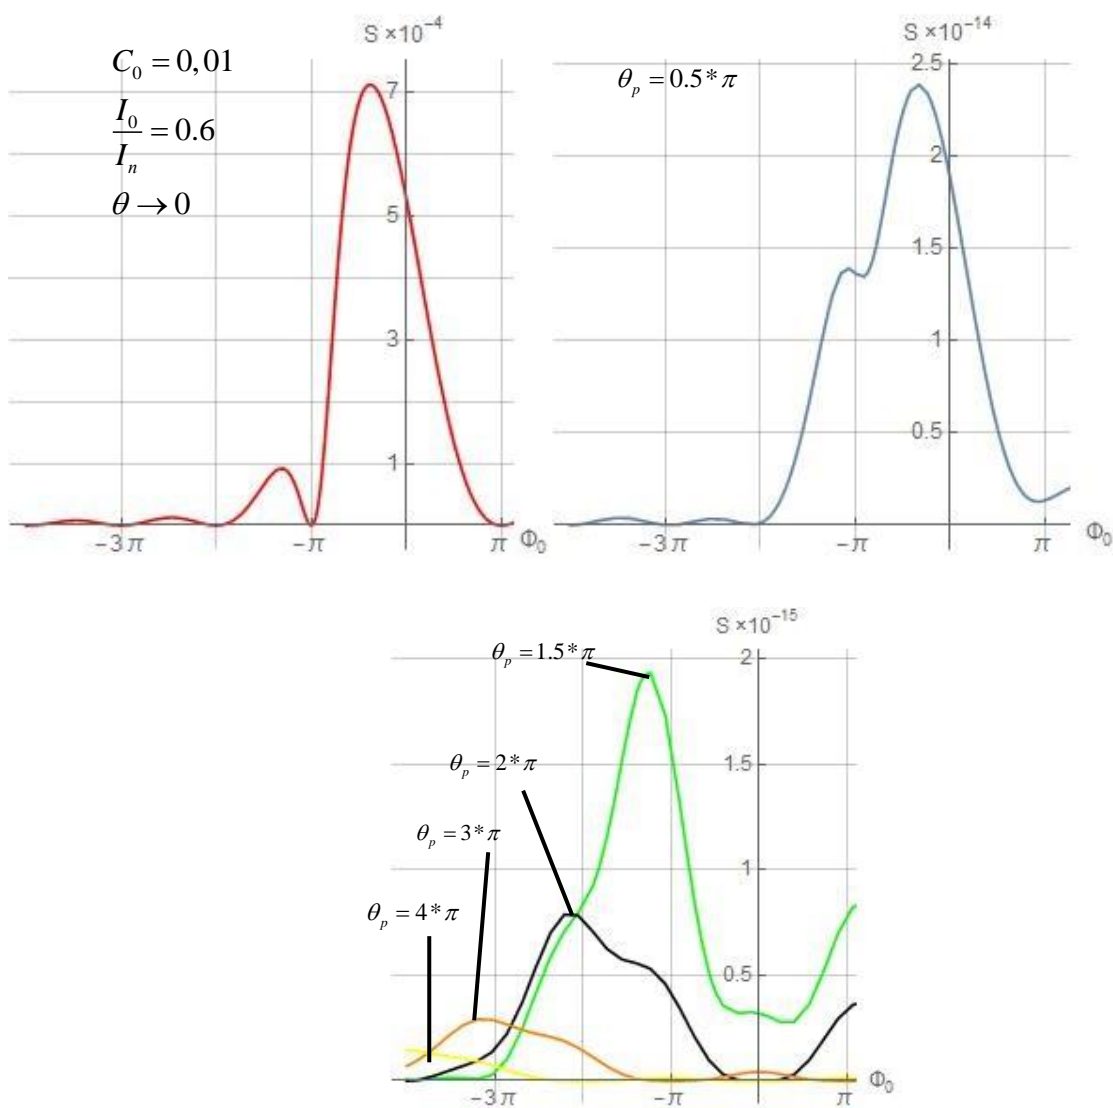 S ×10⁻⁴
C₀ = 0,01
I₀/Iₙ = 0.6
θ → 0
7
5
3
1
−3π −π π Φ₀
S ×10⁻¹⁴
θₚ = 0.5*π
2.5
2
1.5
1
0.5
−3π −π π Φ₀
S ×10⁻¹⁵
θₚ = 1.5*π
2
θₚ = 2*π
1.5
θₚ = 3*π
1
θₚ = 4*π
0.5
−3π −π π Φ₀